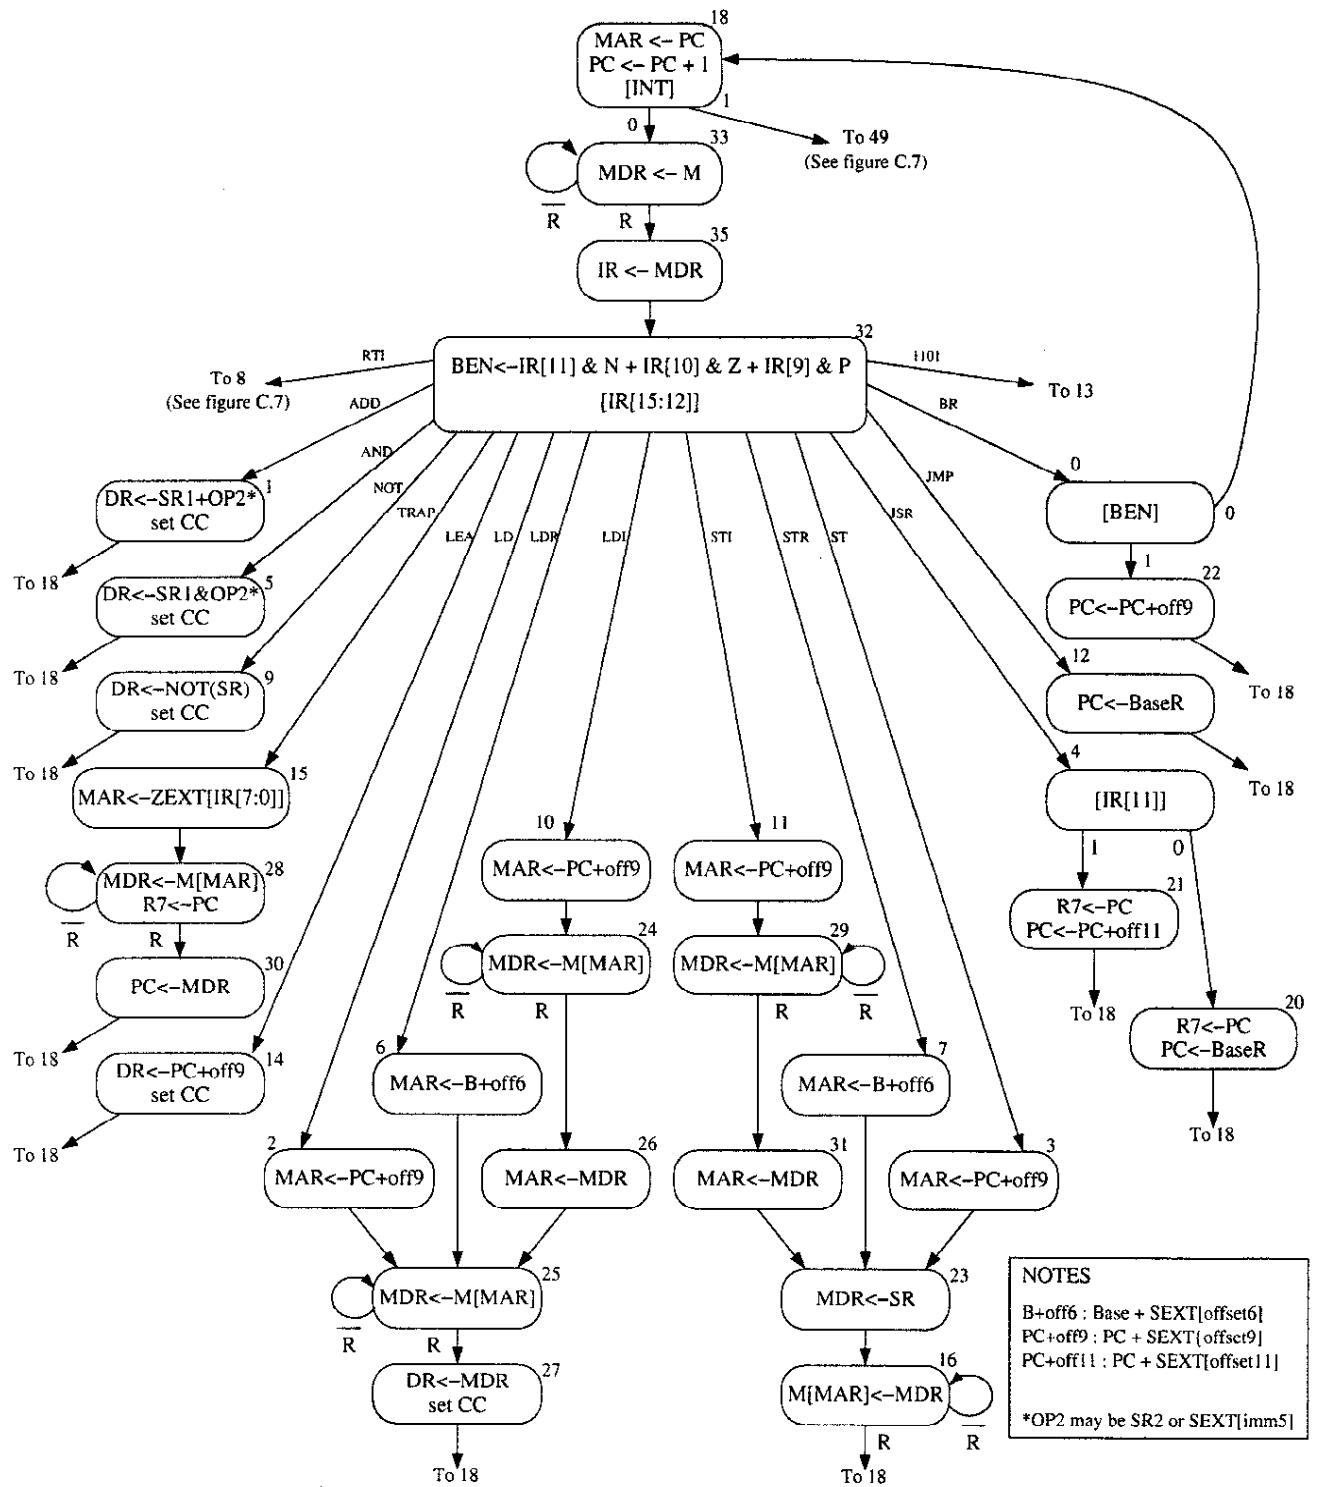 18
MAR <- PC
PC <- PC + 1
[INT]
0
1
To 49
(See figure C.7)
33
MDR <- M
R
R
35
IR <- MDR
32
BEN<-IR[11] & N + IR[10] & Z + IR[9] & P
[IR[15:12]]
RTI
To 8
(See figure C.7)
1101
To 13
ADD
AND
NOT
TRAP
LEA
LD
LDR
LDI
STI
STR
ST
JSR
JMP
BR
1
DR<-SR1+OP2*
set CC
To 18
5
DR<-SR1&OP2*
set CC
To 18
9
DR<-NOT(SR)
set CC
To 18
15
MAR<-ZEXT[IR[7:0]]
28
MDR<-M[MAR]
R7<-PC
R
R
30
PC<-MDR
To 18
14
DR<-PC+off9
set CC
To 18
0
[BEN]
0
1
22
PC<-PC+off9
To 18
12
PC<-BaseR
To 18
4
[IR[11]]
1
0
21
R7<-PC
PC<-PC+off11
To 18
20
R7<-PC
PC<-BaseR
To 18
10
MAR<-PC+off9
11
MAR<-PC+off9
24
MDR<-M[MAR]
R
R
29
MDR<-M[MAR]
R
R
6
MAR<-B+off6
7
MAR<-B+off6
2
MAR<-PC+off9
26
MAR<-MDR
31
MAR<-MDR
3
MAR<-PC+off9
25
MDR<-M[MAR]
R
R
23
MDR<-SR
27
DR<-MDR
set CC
To 18
16
M[MAR]<-MDR
R
R
To 18
NOTES
B+off6 : Base + SEXT[offset6]
PC+off9 : PC + SEXT[offset9]
PC+off11 : PC + SEXT[offset11]
*OP2 may be SR2 or SEXT[imm5]